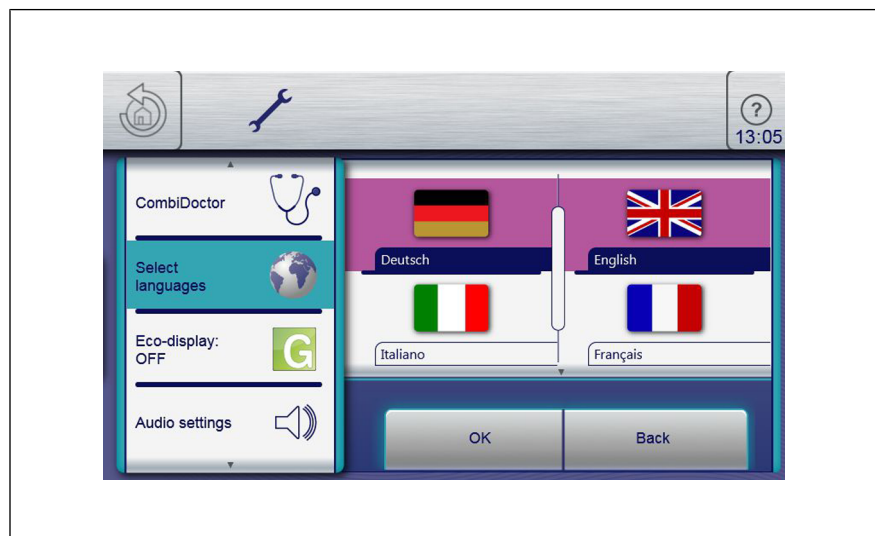 ?
13:05
CombiDoctor
Select
languages
Eco-display:
OFF
G
Audio settings
Deutsch
English
Italiano
Français
OK
Back